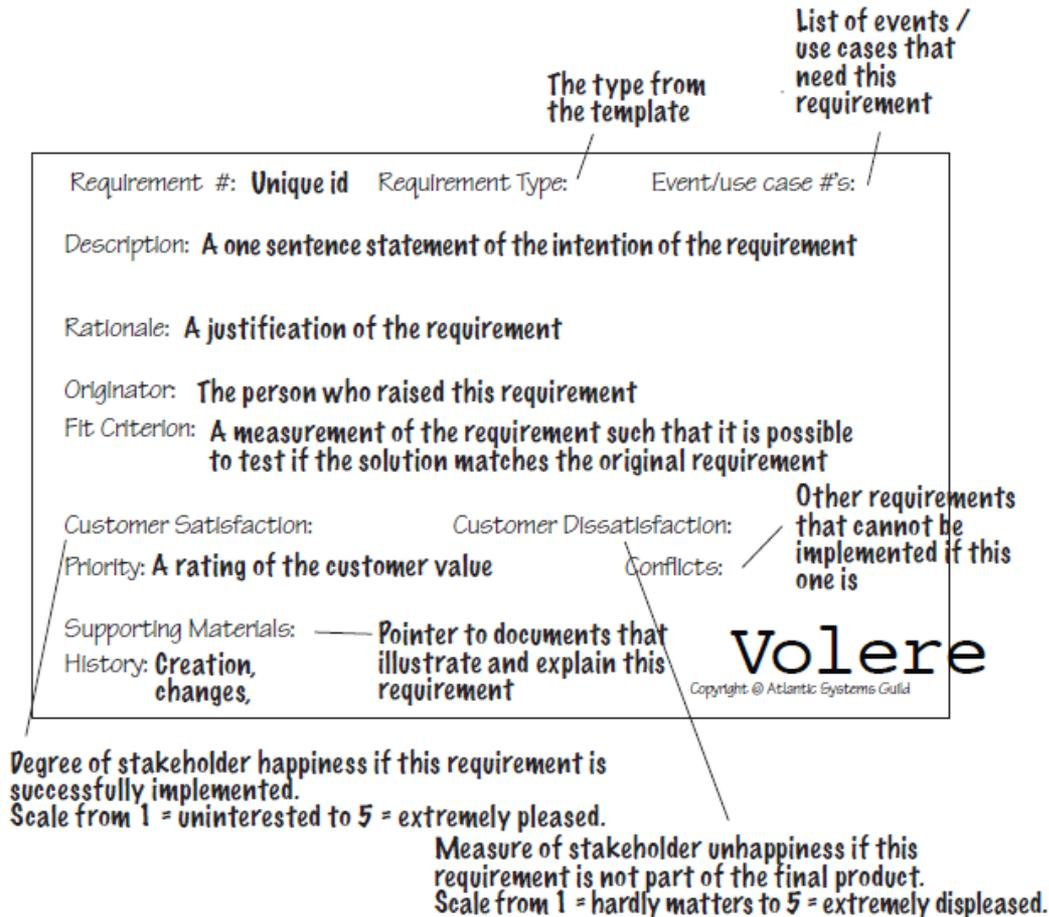 List of events /
use cases that
need this
requirement
The type from
the template
Requirement #: Unique id Requirement Type: Event/use case #'s:
Description: A one sentence statement of the intention of the requirement
Rationale: A justification of the requirement
Originator: The person who raised this requirement
Fit Criterion: A measurement of the requirement such that it is possible
to test if the solution matches the original requirement
Other requirements
that cannot be
implemented if this
one is
Customer Satisfaction: Customer Dissatisfaction:
Priority: A rating of the customer value Conflicts:
Supporting Materials: Pointer to documents that
illustrate and explain this
requirement
History: Creation,
changes,
Volere
Copyright © Atlantic Systems Guild
Degree of stakeholder happiness if this requirement is
successfully implemented.
Scale from 1 = uninterested to 5 = extremely pleased.
Measure of stakeholder unhappiness if this
requirement is not part of the final product.
Scale from 1 = hardly matters to 5 = extremely displeased.